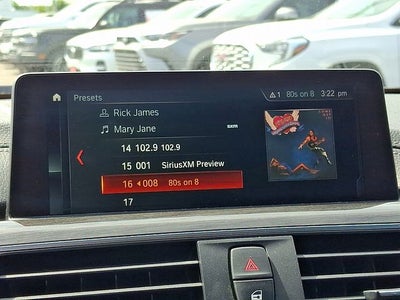 Presets
⚠1 80s on 8 3:22 pm
Rick James
Mary Jane
14 102.9 102.9
15 001 SiriusXM Preview
16 008 80s on 8
17